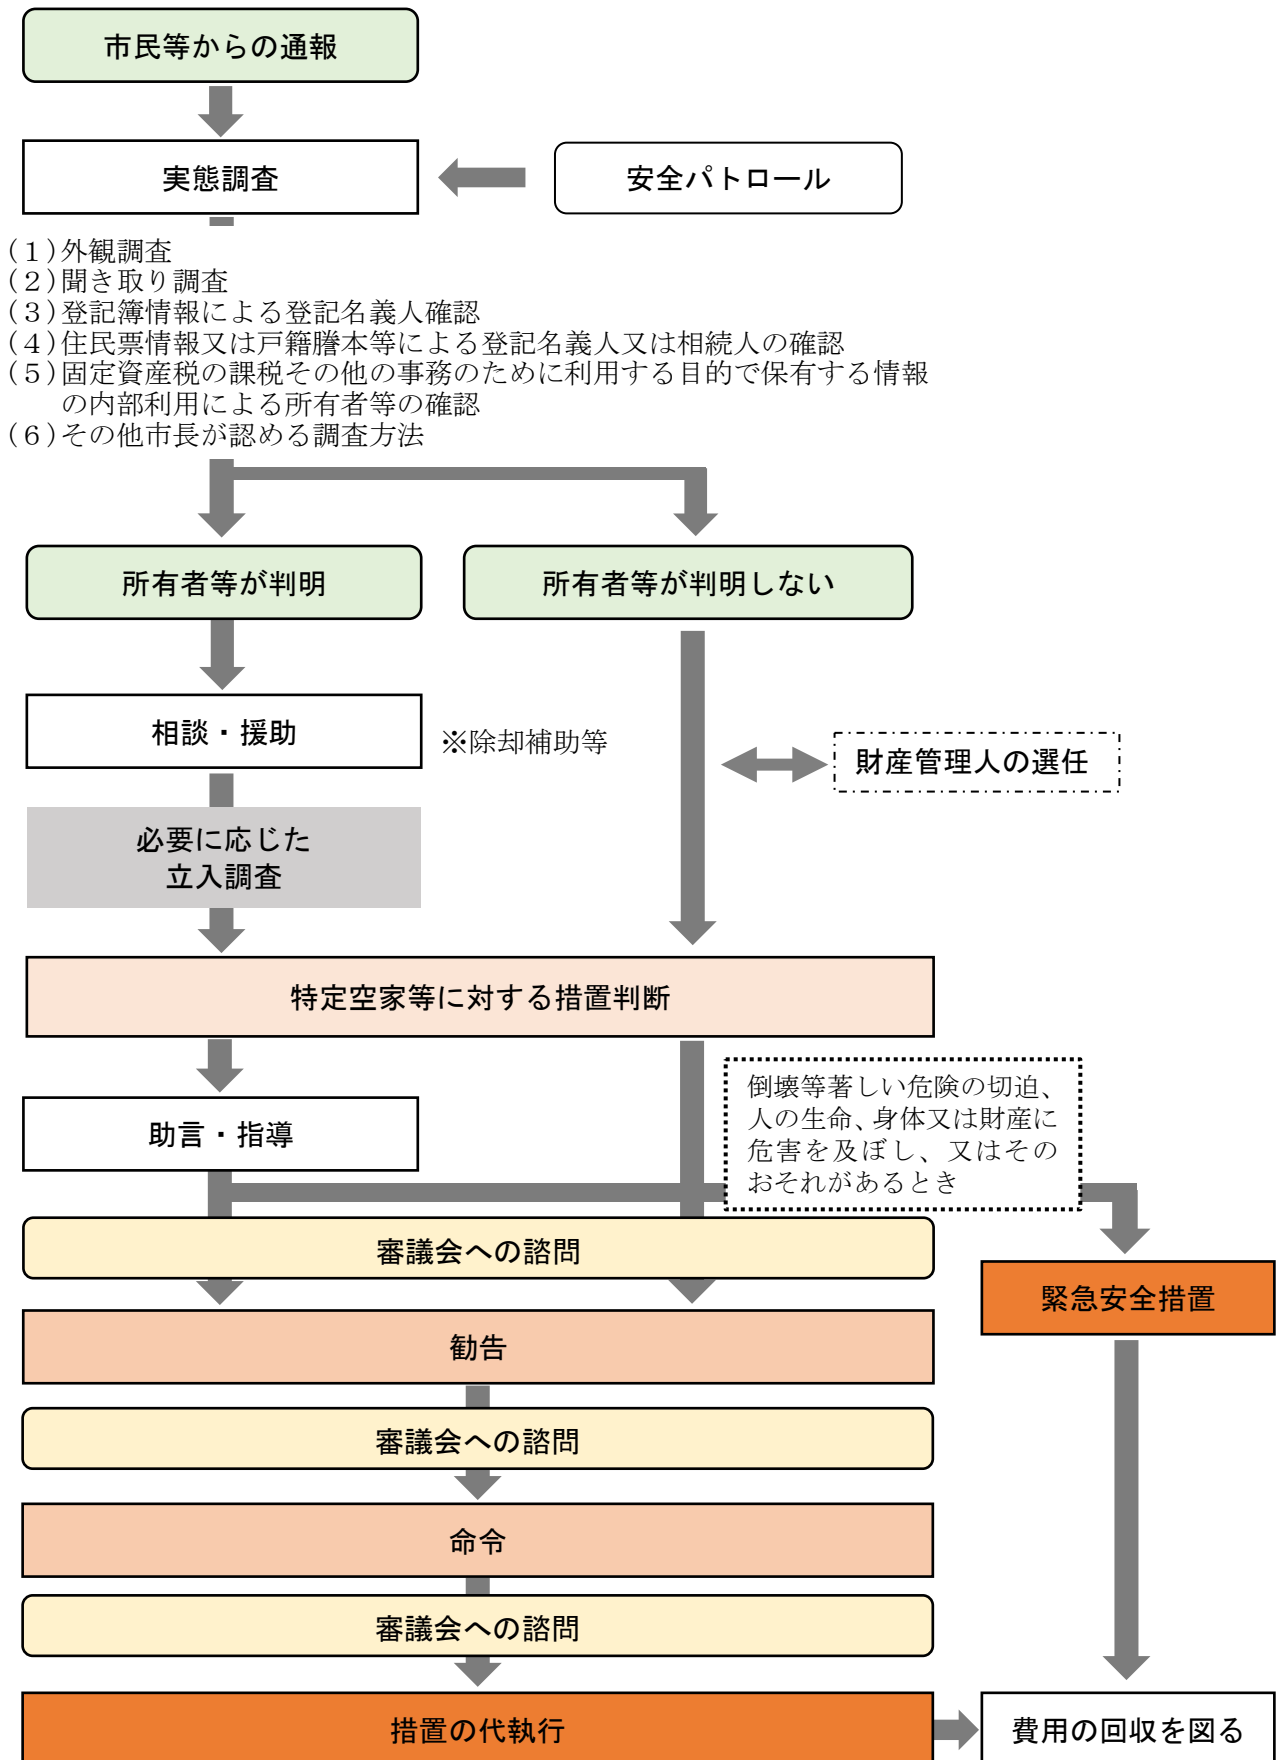 市民等からの通報
実態調査
安全パトロール
(１)外観調査
(２)聞き取り調査
(３)登記簿情報による登記名義人確認
(４)住民票情報又は戸籍謄本等による登記名義人又は相続人の確認
(５)固定資産税の課税その他の事務のために利用する目的で保有する情報
の内部利用による所有者等の確認
(６)その他市長が認める調査方法
所有者等が判明
所有者等が判明しない
相談・援助
※除却補助等
財産管理人の選任
必要に応じた
立入調査
特定空家等に対する措置判断
倒壊等著しい危険の切迫、
人の生命、身体又は財産に
危害を及ぼし、又はその
おそれがあるとき
助言・指導
審議会への諮問
緊急安全措置
勧告
審議会への諮問
命令
審議会への諮問
措置の代執行
費用の回収を図る